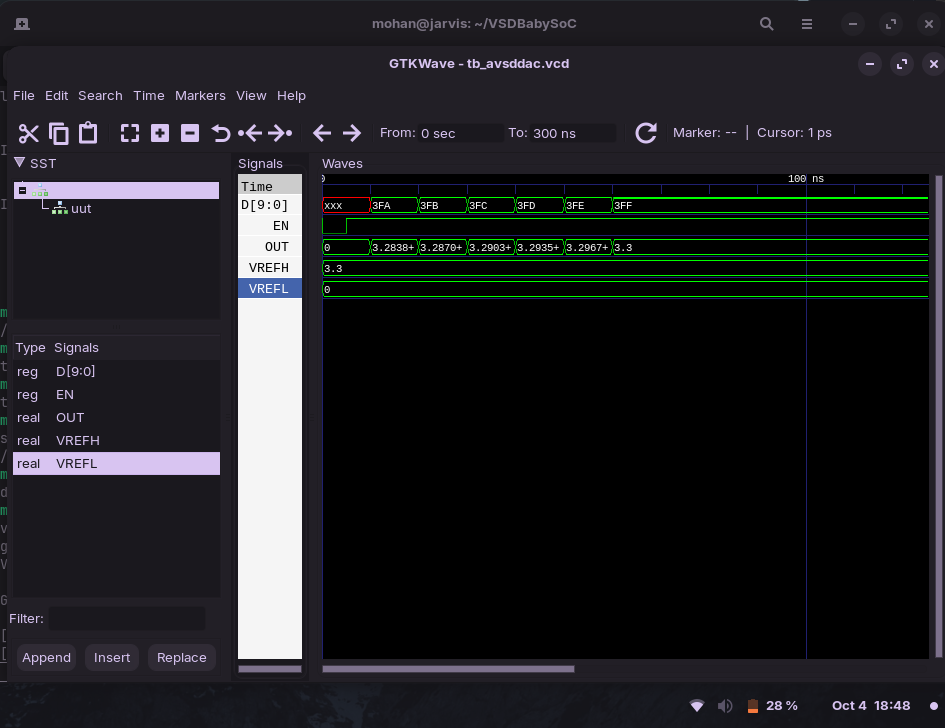 mohan@jarvis: ~/VSDBabySoC
GTKWave - tb_avsddac.vcd
File Edit Search Time Markers View Help
From: 0 sec To: 300 ns Marker: -- | Cursor: 1 ps
SST
uut
Type Signals
reg D[9:0]
reg EN
real OUT
real VREFH
real VREFL
Filter:
Append Insert Replace
Signals
Time
D[9:0]
EN
OUT
VREFH
VREFL
Waves
0 100 ns
xxx 3FA 3FB 3FC 3FD 3FE 3FF
0 3.2838+ 3.2870+ 3.2903+ 3.2935+ 3.2967+ 3.3
3.3
0
28 % Oct 4 18:48